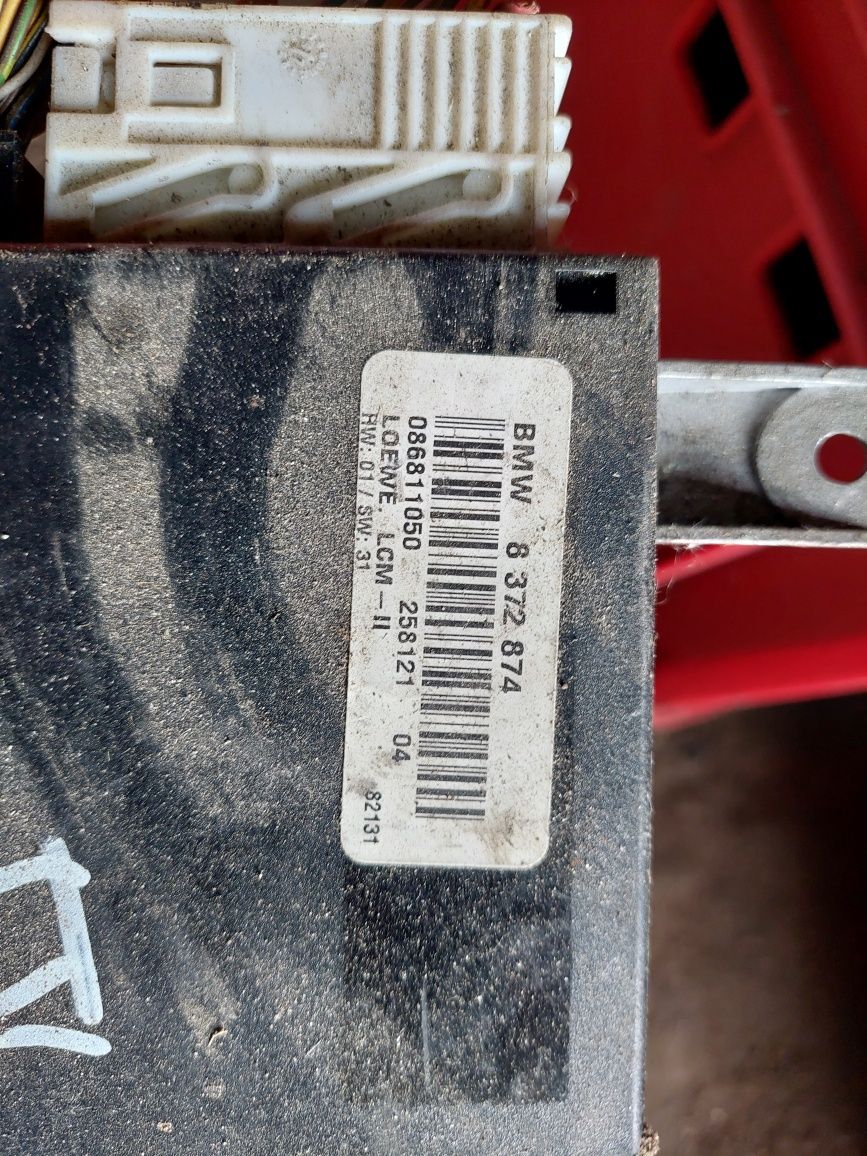 BMW 8 372 874
086811050 258121 04
LOEWE. LCM-II
HW: 01 / SW: 31 82131